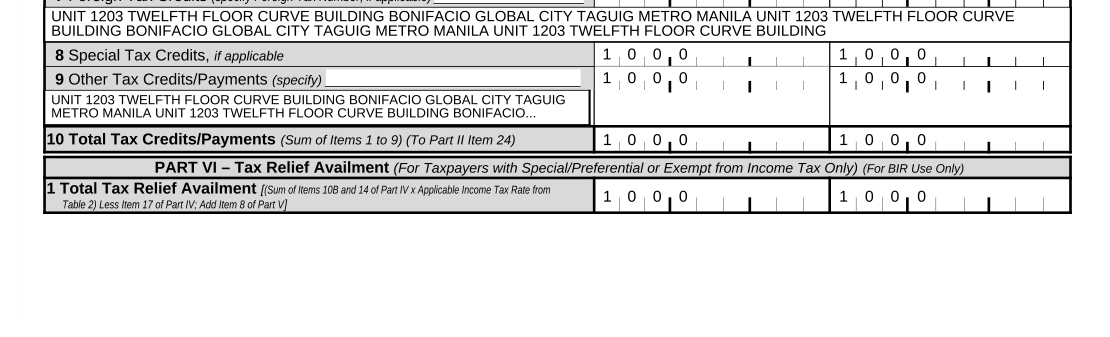 UNIT 1203 TWELFTH FLOOR CURVE BUILDING BONIFACIO GLOBAL CITY TAGUIG METRO MANILA UNIT 1203 TWELFTH FLOOR CURVE
BUILDING BONIFACIO GLOBAL CITY TAGUIG METRO MANILA UNIT 1203 TWELFTH FLOOR CURVE BUILDING
8 Special Tax Credits, if applicable 1 0 0 0 1 0 0 0
9 Other Tax Credits/Payments (specify) 1 0 0 0 1 0 0 0
UNIT 1203 TWELFTH FLOOR CURVE BUILDING BONIFACIO GLOBAL CITY TAGUIG
METRO MANILA UNIT 1203 TWELFTH FLOOR CURVE BUILDING BONIFACIO...
10 Total Tax Credits/Payments (Sum of Items 1 to 9) (To Part II Item 24) 1 0 0 0 1 0 0 0
PART VI – Tax Relief Availment (For Taxpayers with Special/Preferential or Exempt from Income Tax Only) (For BIR Use Only)
1 Total Tax Relief Availment [(Sum of Items 10B and 14 of Part IV x Applicable Income Tax Rate from 1 0 0 0 1 0 0 0
Table 2) Less Item 17 of Part IV; Add Item 8 of Part V]